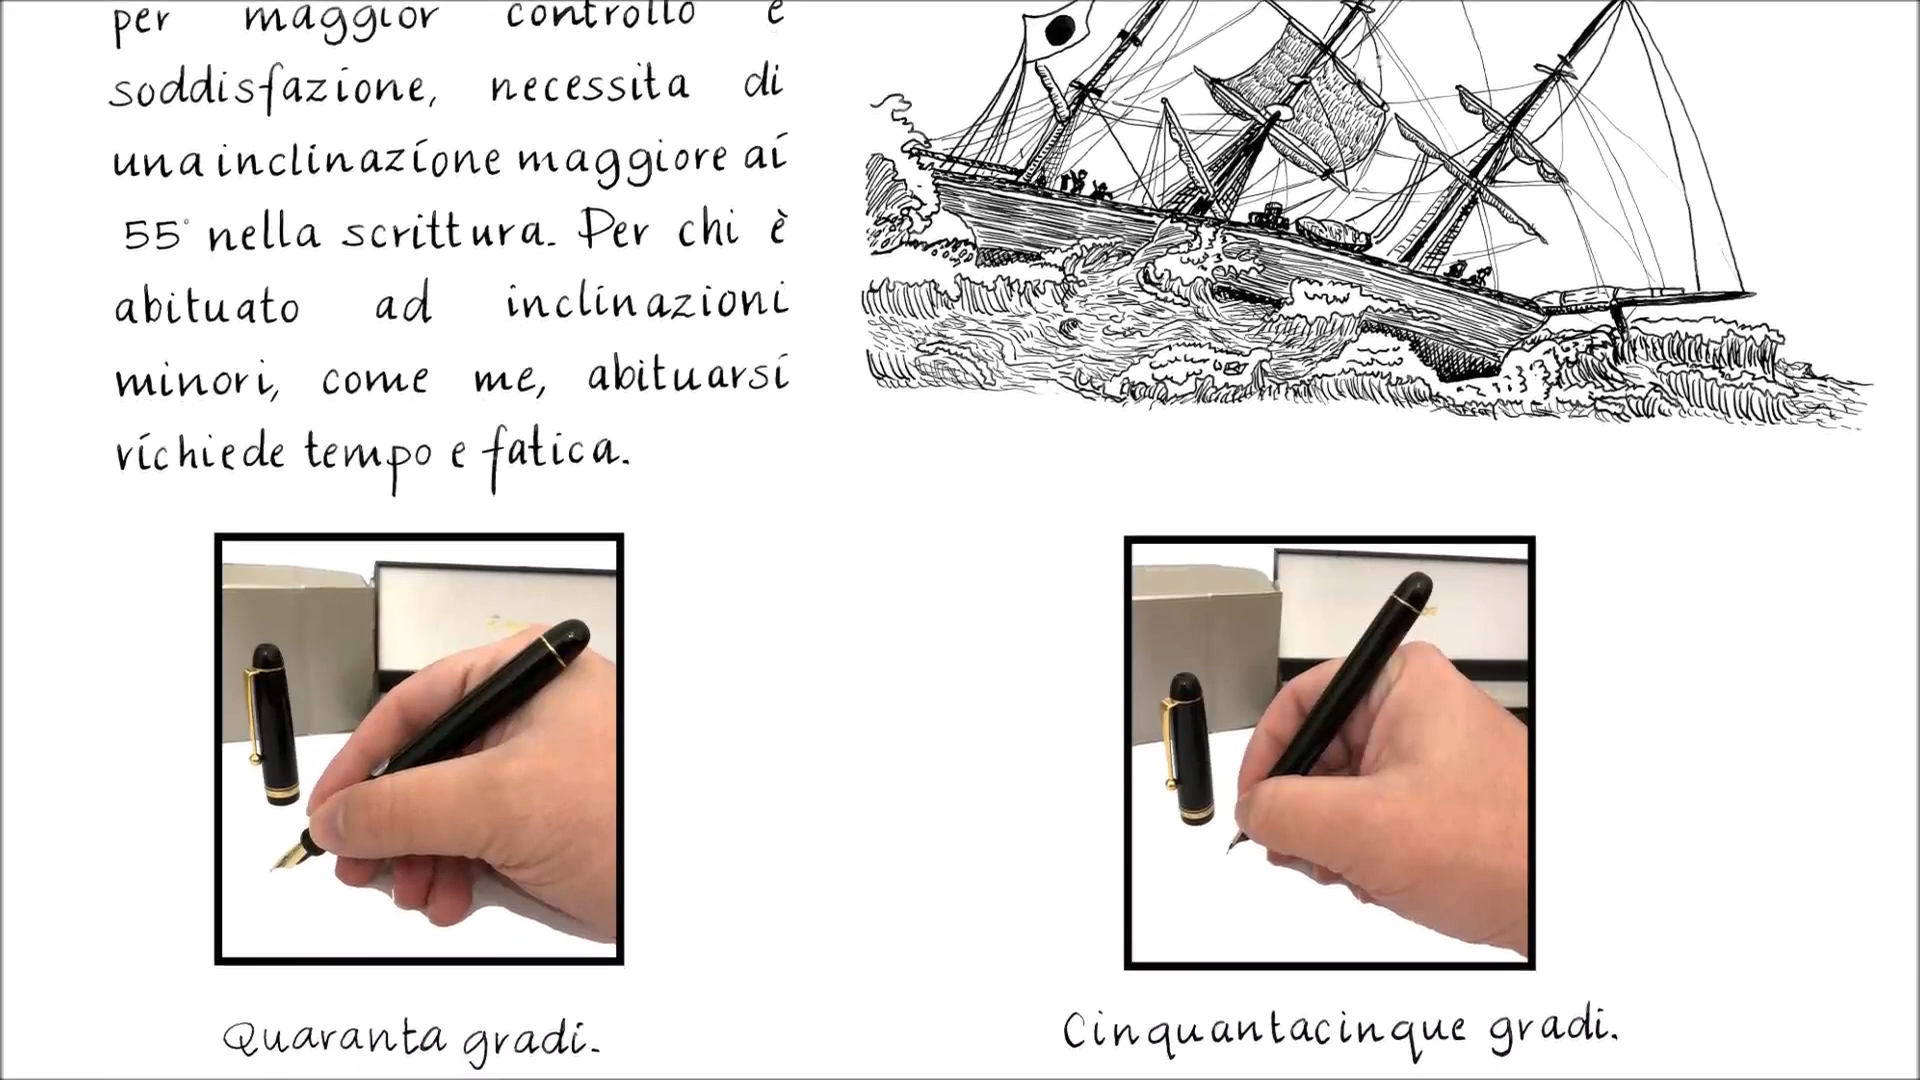 per maggior controllo e
soddisfazione, necessita di
una inclinazione maggiore ai
55° nella scrittura. Per chi è
abituato ad inclinazioni
minori, come me, abituarsi
richiede tempo e fatica.
Quaranta gradi.
Cinquantacinque gradi.